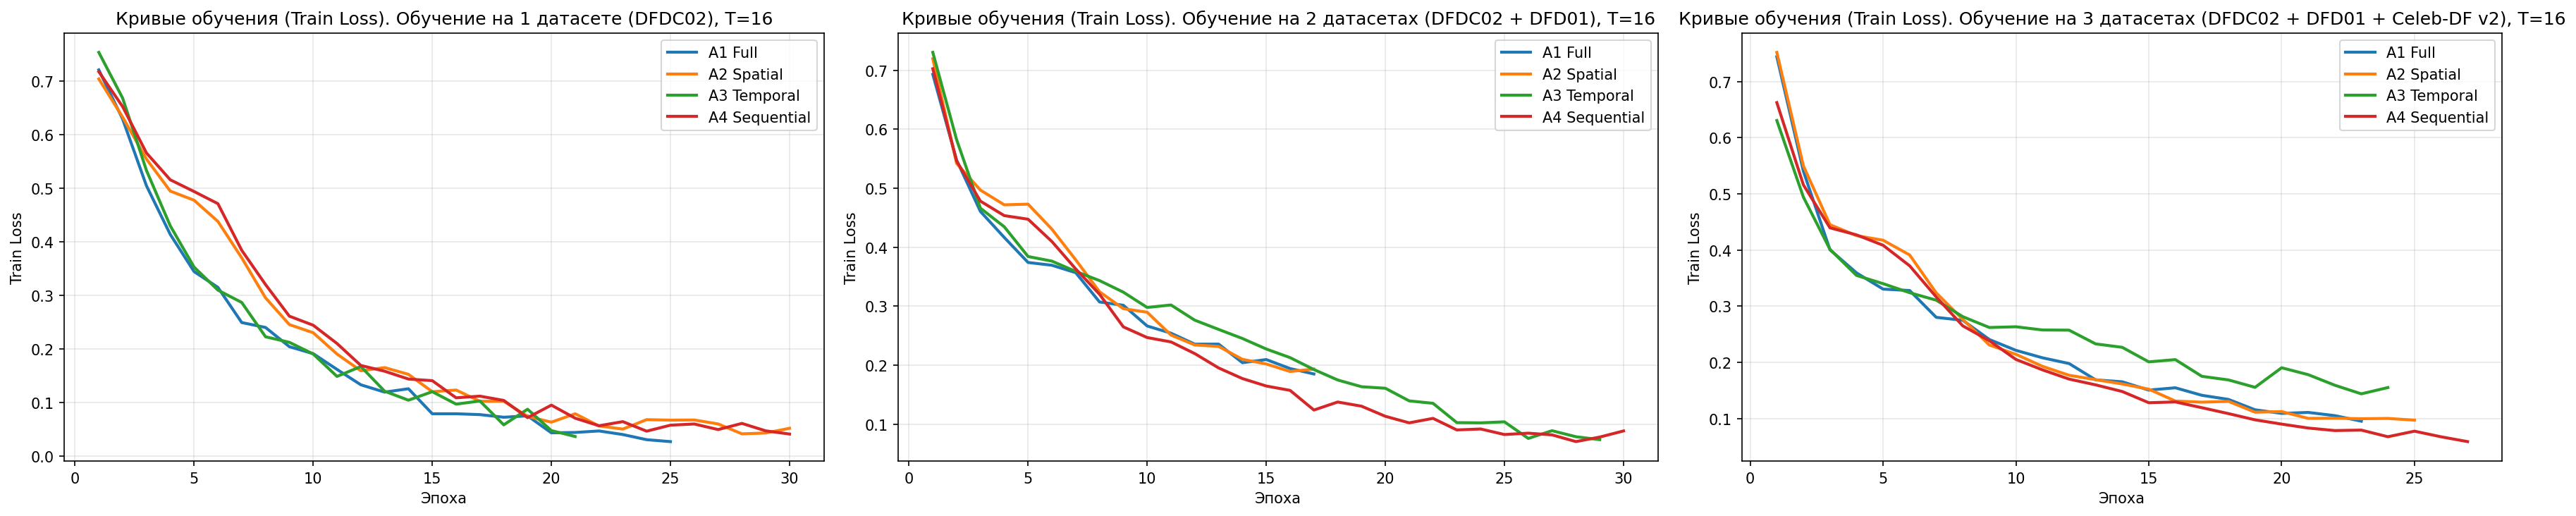 Кривые обучения (Train Loss). Обучение на 1 датасете (DFDC02), T=16
Train Loss
0.7
0.6
0.5
0.4
0.3
0.2
0.1
0.0
A1 Full
A2 Spatial
A3 Temporal
A4 Sequential
0 5 10 15 20 25 30
Эпоха
Кривые обучения (Train Loss). Обучение на 2 датасетах (DFDC02 + DFD01), T=16
Train Loss
0.7
0.6
0.5
0.4
0.3
0.2
0.1
A1 Full
A2 Spatial
A3 Temporal
A4 Sequential
0 5 10 15 20 25 30
Эпоха
Кривые обучения (Train Loss). Обучение на 3 датасетах (DFDC02 + DFD01 + Celeb-DF v2), T=16
Train Loss
0.7
0.6
0.5
0.4
0.3
0.2
0.1
A1 Full
A2 Spatial
A3 Temporal
A4 Sequential
0 5 10 15 20 25
Эпоха